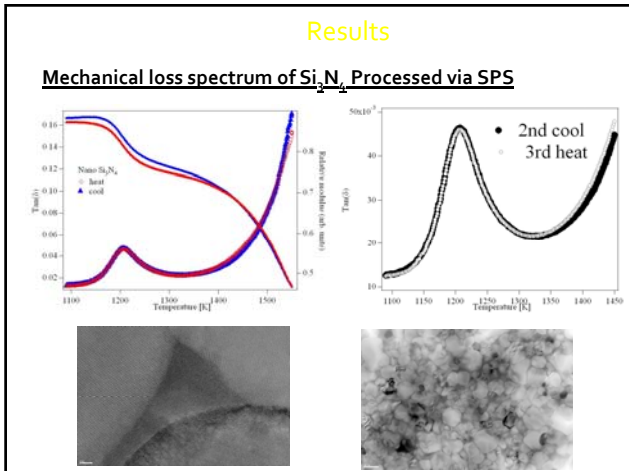 Results
Mechanical loss spectrum of Si₃N₄ Processed via SPS
0.16
0.14
0.12
0.10
0.08
0.06
0.04
0.02
Tan(δ)
Nano Si₃N₄
heat
cool
0.8
0.7
0.6
0.5
Relative modulus (arb. units)
1100 1200 1300 1400 1500
Temperature [K]
50x10⁻³
40
30
20
10
Tan(δ)
2nd cool
3rd heat
1100 1150 1200 1250 1300 1350 1400 1450
Temperature [K]